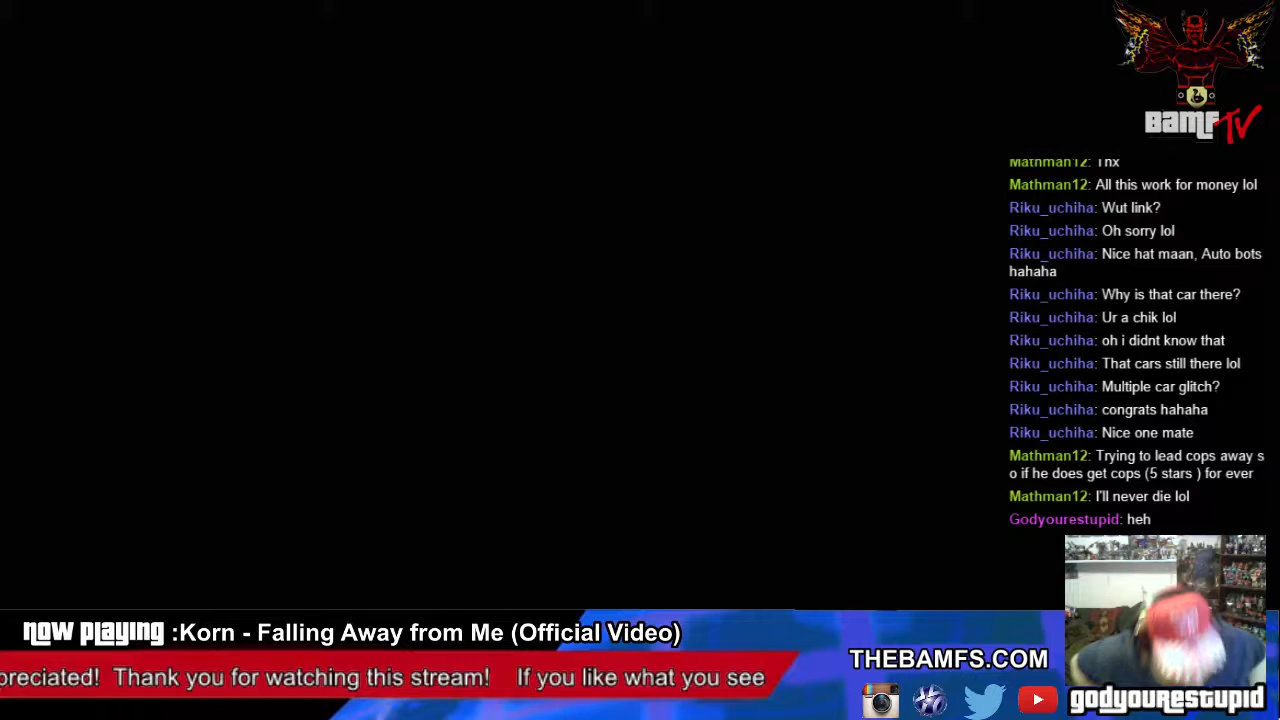 BAMF TV
Mathman12: Thx
Mathman12: All this work for money lol
Riku_uchiha: Wut link?
Riku_uchiha: Oh sorry lol
Riku_uchiha: Nice hat maan, Auto bots
hahaha
Riku_uchiha: Why is that car there?
Riku_uchiha: Ur a chik lol
Riku_uchiha: oh i didnt know that
Riku_uchiha: That cars still there lol
Riku_uchiha: Multiple car glitch?
Riku_uchiha: congrats hahaha
Riku_uchiha: Nice one mate
Mathman12: Trying to lead cops away s
o if he does get cops (5 stars ) for ever
Mathman12: I'll never die lol
Godyourestupid: heh
now playing :Korn - Falling Away from Me (Official Video)
preciated! Thank you for watching this stream! If you like what you see
THEBAMFS.COM
godyourestupid